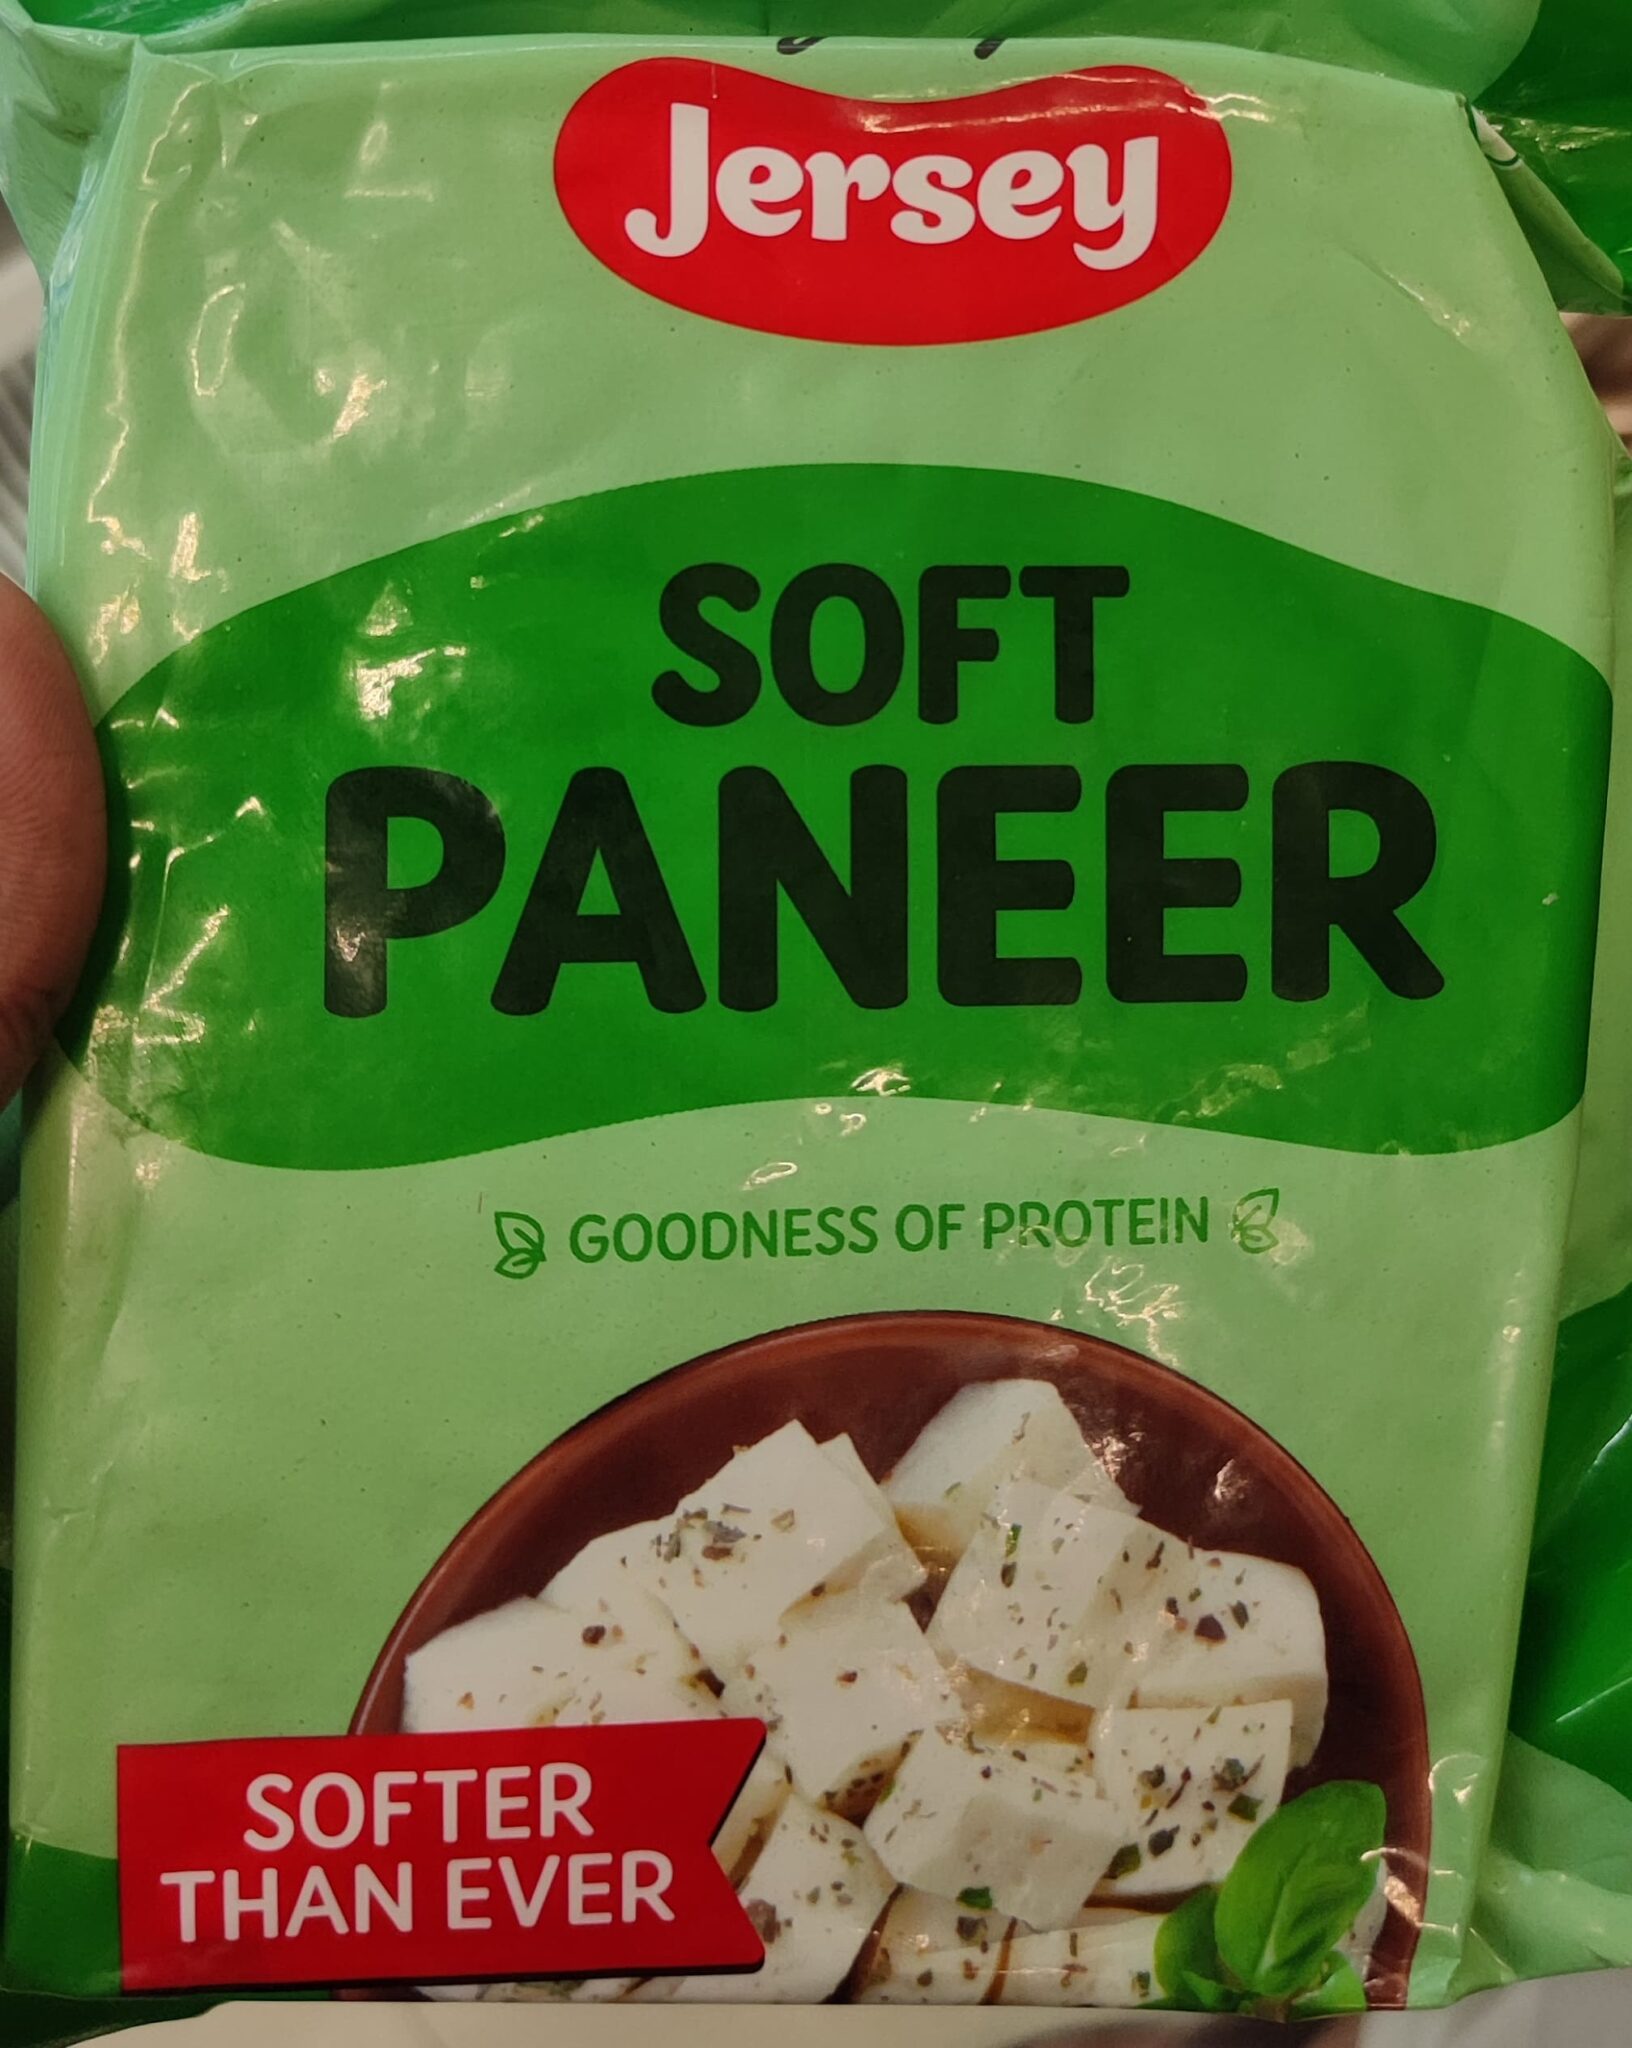 Jersey
SOFT
PANEER
GOODNESS OF PROTEIN
SOFTER
THAN EVER